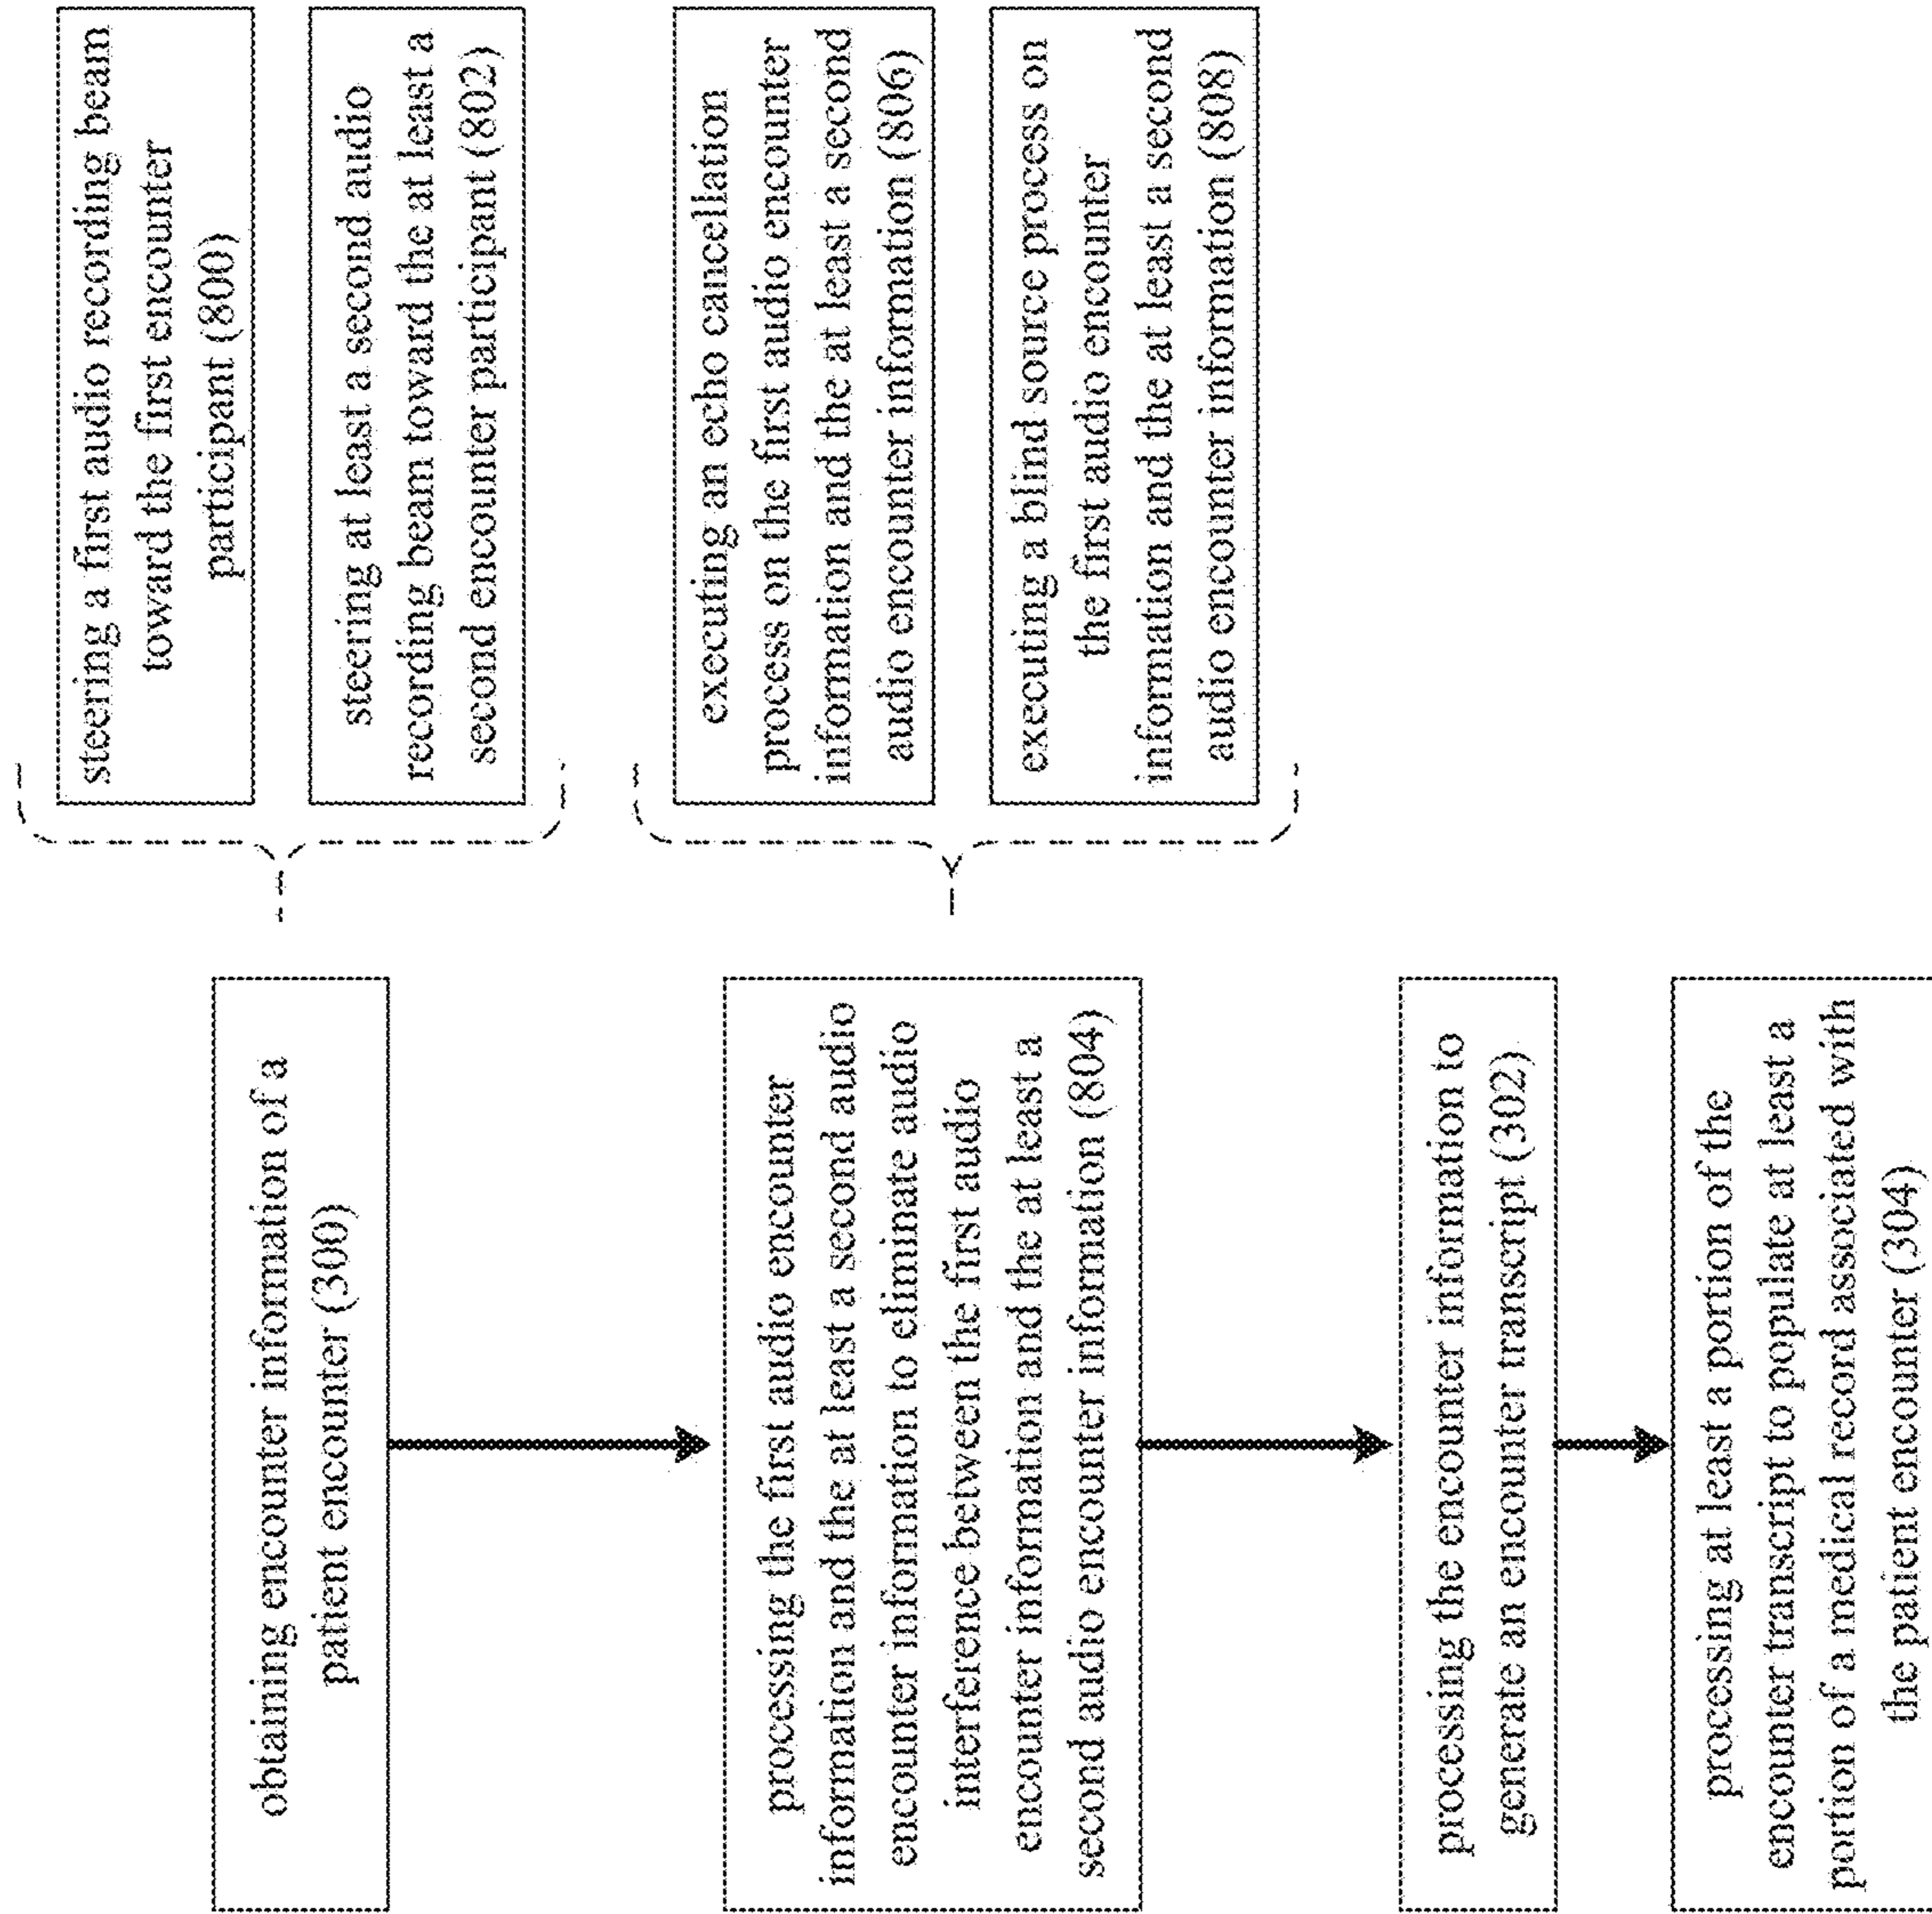 obtaining encounter information of a
patient encounter (300)
steering a first audio recording beam
toward the first encounter
participant (800)
steering at least a second audio
recording beam toward the at least a
second encounter participant (802)
processing the first audio encounter
information and the at least a second audio
encounter information to eliminate audio
interference between the first audio
encounter information and the at least a
second audio encounter information (804)
executing an echo cancellation
process on the first audio encounter
information and the at least a second
audio encounter information (806)
executing a blind source process on
the first audio encounter
information and the at least a second
audio encounter information (808)
processing the encounter information to
generate an encounter transcript (302)
processing at least a portion of the
encounter transcript to populate at least a
portion of a medical record associated with
the patient encounter (304)